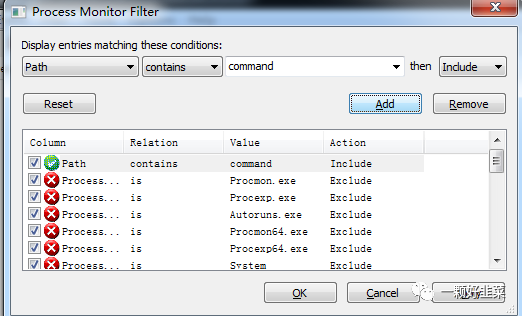 Process Monitor Filter
Display entries matching these conditions:
Path contains command then Include
Reset Add Remove
Column Relation Value Action
Path contains command Include
Process... is Procmon.exe Exclude
Process... is Procexp.exe Exclude
Process... is Autoruns.exe Exclude
Process... is Procmon64.exe Exclude
Process... is Procexp64.exe Exclude
Process... is System Exclude
OK Cancel
一颗好韭菜